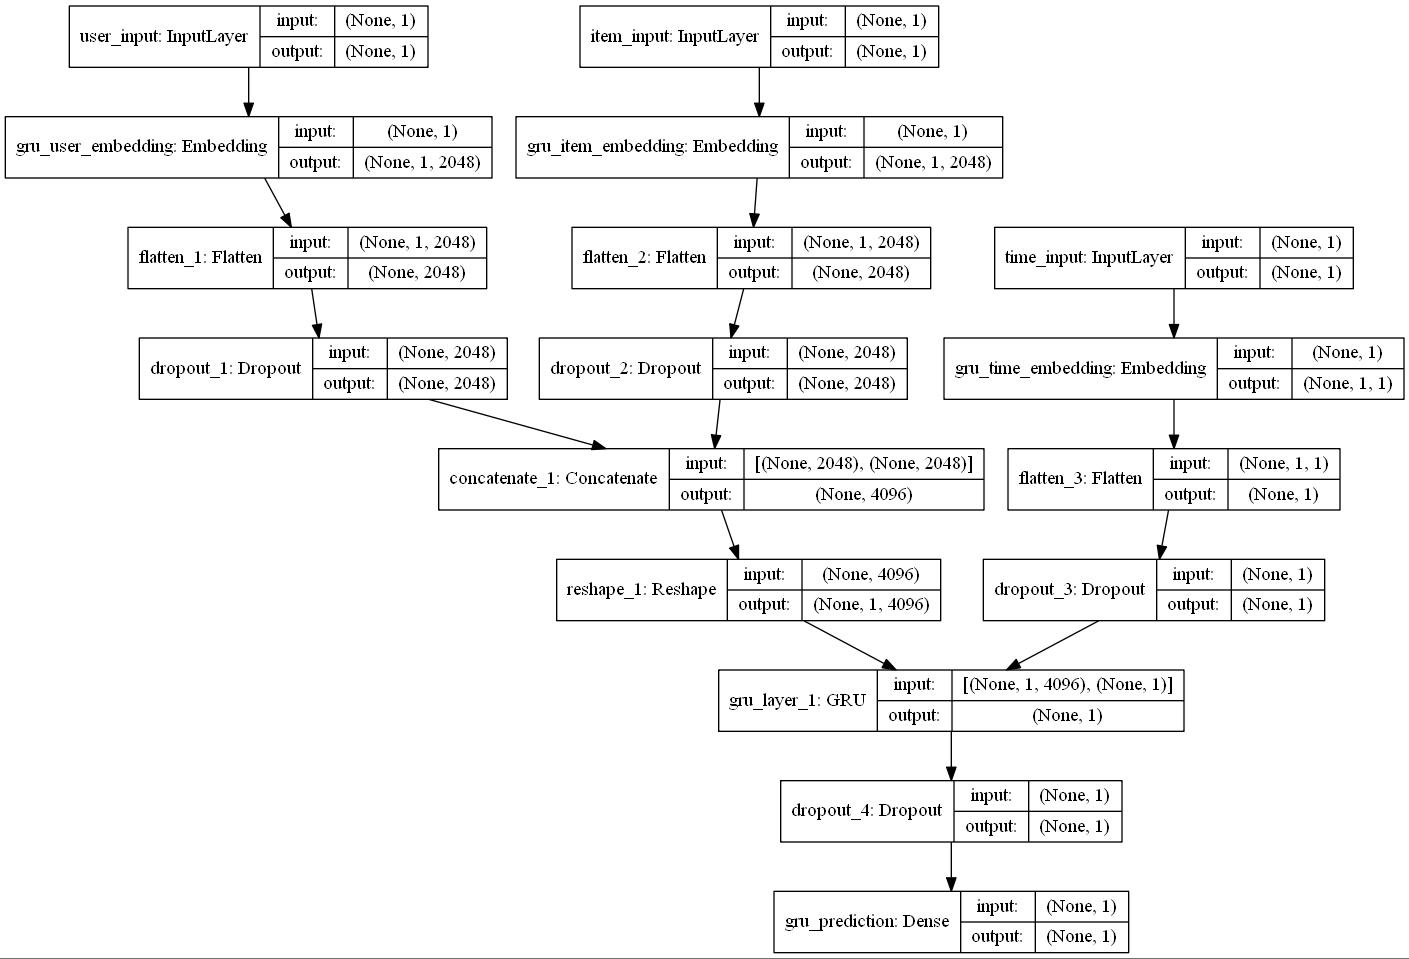 user_input: InputLayer
input: (None, 1)
output: (None, 1)
item_input: InputLayer
input: (None, 1)
output: (None, 1)
gru_user_embedding: Embedding
input: (None, 1)
output: (None, 1, 2048)
gru_item_embedding: Embedding
input: (None, 1)
output: (None, 1, 2048)
flatten_1: Flatten
input: (None, 1, 2048)
output: (None, 2048)
flatten_2: Flatten
input: (None, 1, 2048)
output: (None, 2048)
time_input: InputLayer
input: (None, 1)
output: (None, 1)
dropout_1: Dropout
input: (None, 2048)
output: (None, 2048)
dropout_2: Dropout
input: (None, 2048)
output: (None, 2048)
gru_time_embedding: Embedding
input: (None, 1)
output: (None, 1, 1)
concatenate_1: Concatenate
input: [(None, 2048), (None, 2048)]
output: (None, 4096)
flatten_3: Flatten
input: (None, 1, 1)
output: (None, 1)
reshape_1: Reshape
input: (None, 4096)
output: (None, 1, 4096)
dropout_3: Dropout
input: (None, 1)
output: (None, 1)
gru_layer_1: GRU
input: [(None, 1, 4096), (None, 1)]
output: (None, 1)
dropout_4: Dropout
input: (None, 1)
output: (None, 1)
gru_prediction: Dense
input: (None, 1)
output: (None, 1)